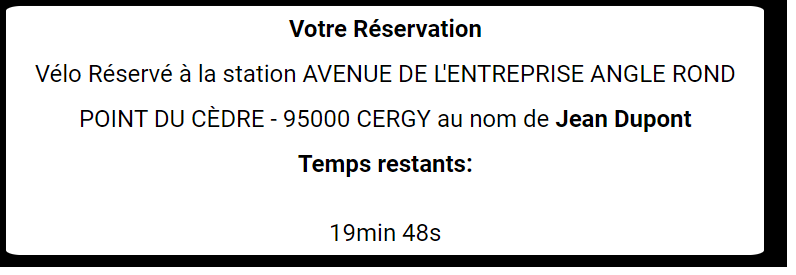 Votre Réservation
Vélo Réservé à la station AVENUE DE L'ENTREPRISE ANGLE ROND
POINT DU CÈDRE - 95000 CERGY au nom de Jean Dupont
Temps restants:
19min 48s